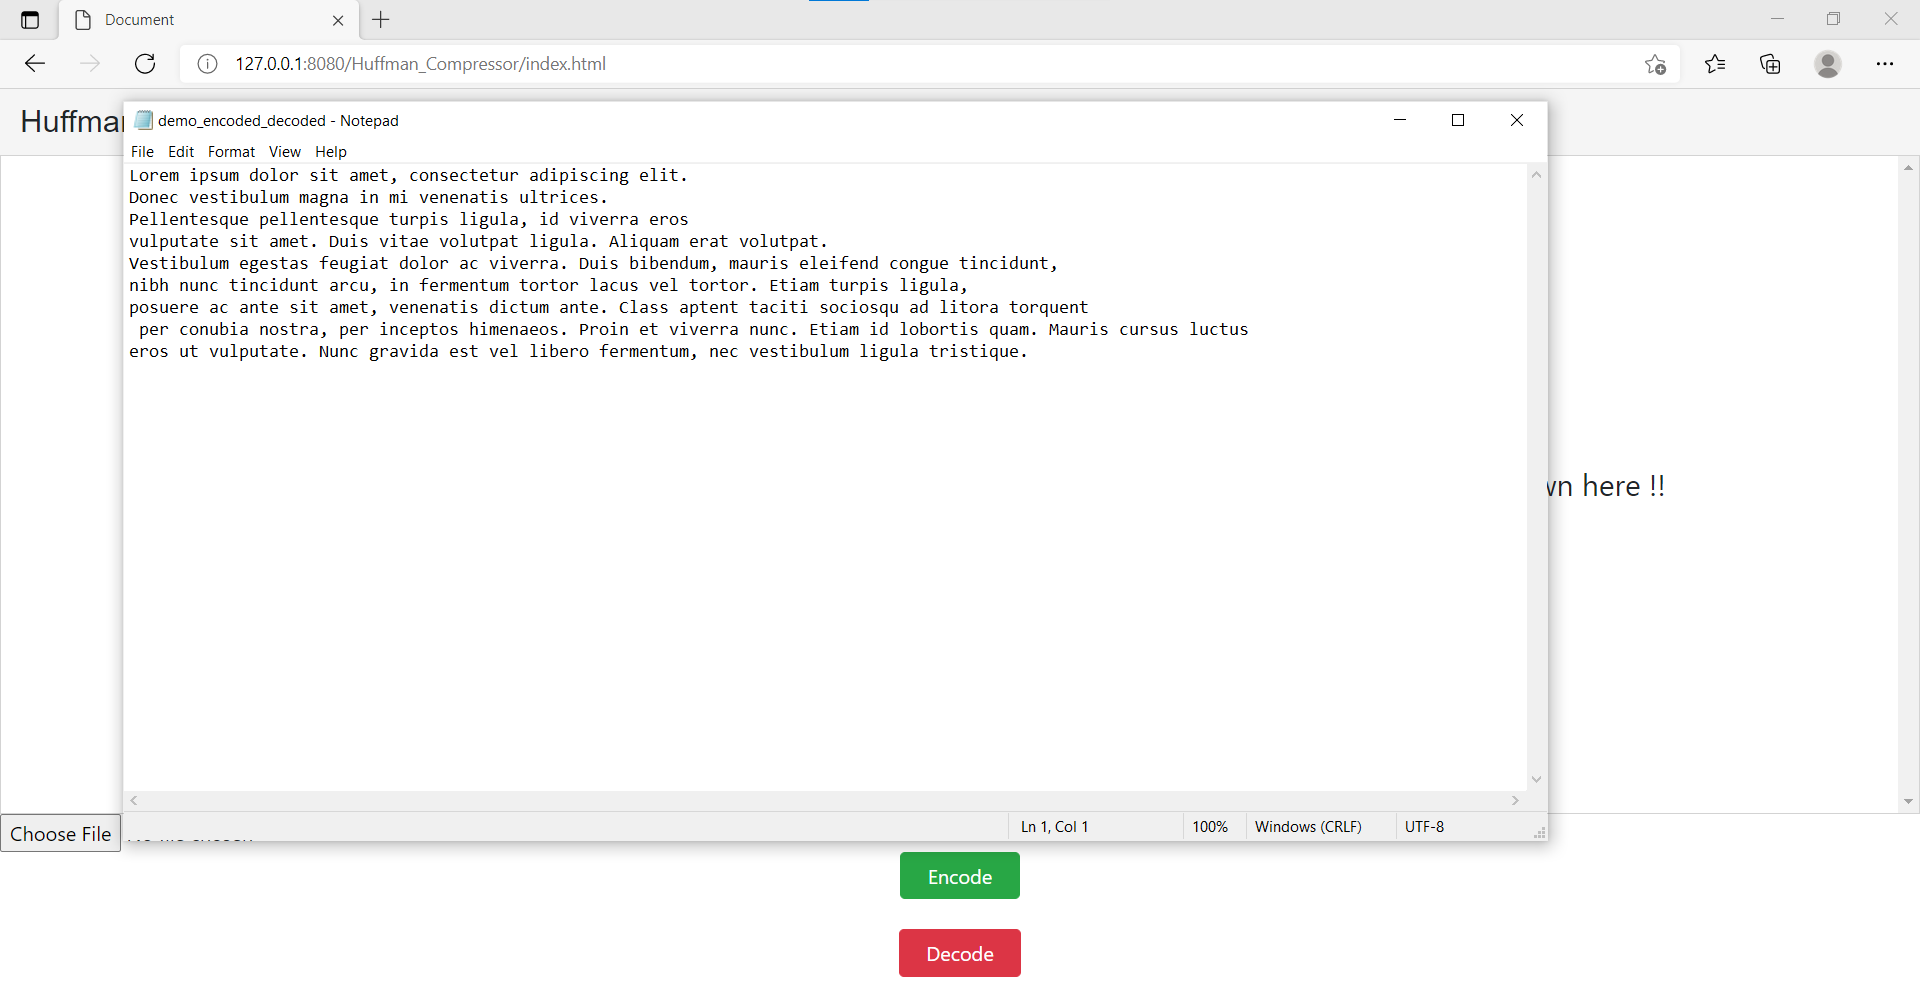 Document
127.0.0.1:8080/Huffman_Compressor/index.html
demo_encoded_decoded - Notepad
File Edit Format View Help
Lorem ipsum dolor sit amet, consectetur adipiscing elit.
Donec vestibulum magna in mi venenatis ultrices.
Pellentesque pellentesque turpis ligula, id viverra eros
vulputate sit amet. Duis vitae volutpat ligula. Aliquam erat volutpat.
Vestibulum egestas feugiat dolor ac viverra. Duis bibendum, mauris eleifend congue tincidunt,
nibh nunc tincidunt arcu, in fermentum tortor lacus vel tortor. Etiam turpis ligula,
posuere ac ante sit amet, venenatis dictum ante. Class aptent taciti sociosqu ad litora torquent
per conubia nostra, per inceptos himenaeos. Proin et viverra nunc. Etiam id lobortis quam. Mauris cursus luctus
eros ut vulputate. Nunc gravida est vel libero fermentum, nec vestibulum ligula tristique.
here !!
Ln 1, Col 1 100% Windows (CRLF) UTF-8
Choose File
Encode
Decode